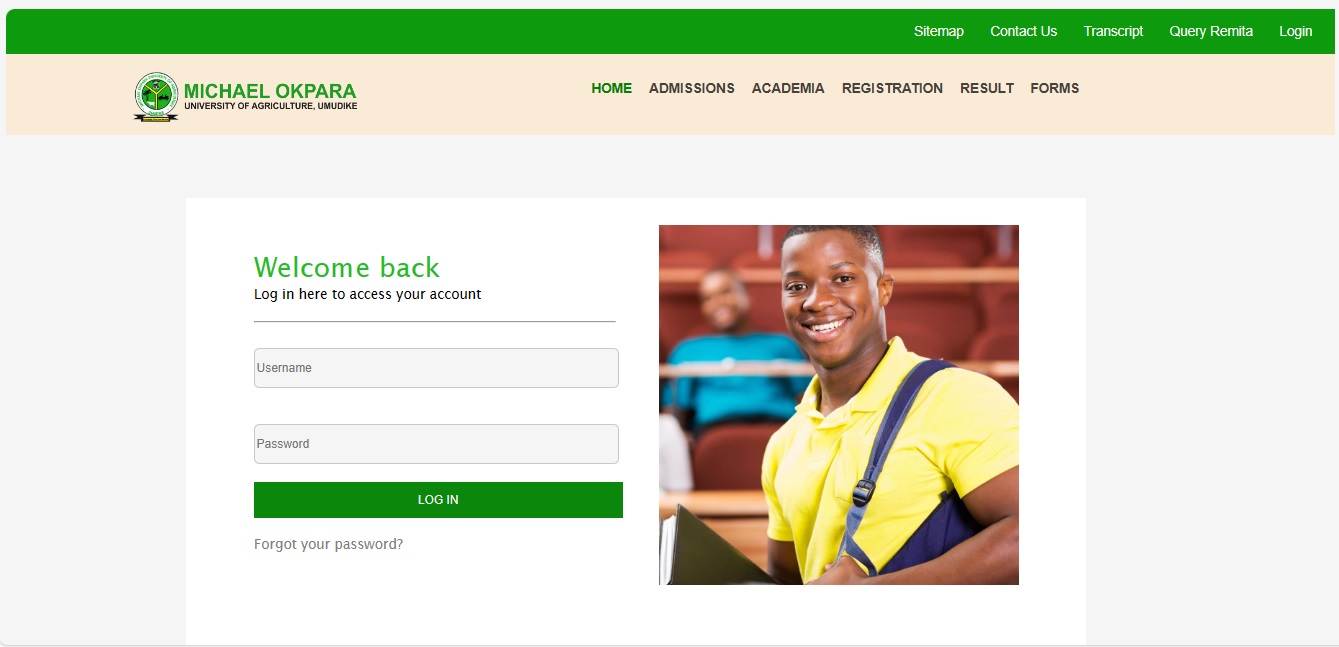 Sitemap Contact Us Transcript Query Remita Login
MICHAEL OKPARA
UNIVERSITY OF AGRICULTURE, UMUDIKE
HOME ADMISSIONS ACADEMIA REGISTRATION RESULT FORMS
Welcome back
Log in here to access your account
Username
Password
LOG IN
Forgot your password?